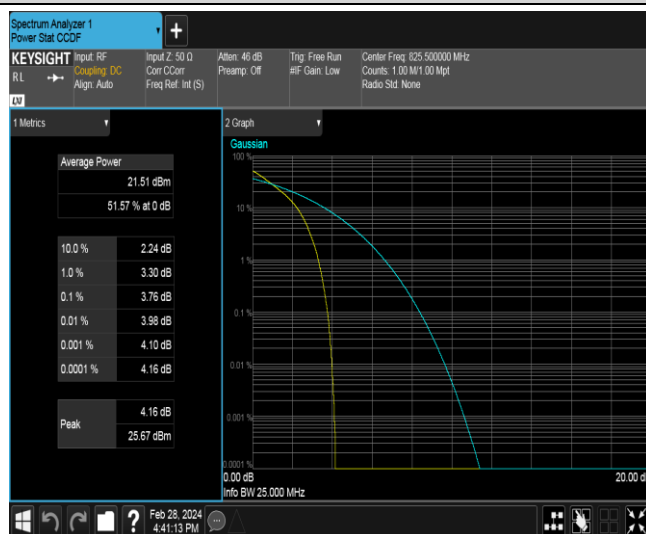 Spectrum Analyzer 1
Power Stat CCDF
KEYSIGHT
R L
LXI
Input: RF
Coupling: DC
Align: Auto
Input Z: 50 Ω
Corr CCorr
Freq Ref: Int (S)
Atten: 46 dB
Preamp: Off
Trig: Free Run
#IF Gain: Low
Center Freq: 825.500000 MHz
Counts: 1.00 M/1.00 Mpt
Radio Std: None
1 Metrics
Average Power
21.51 dBm
51.57 % at 0 dB
10.0 % 2.24 dB
1.0 % 3.30 dB
0.1 % 3.76 dB
0.01 % 3.98 dB
0.001 % 4.10 dB
0.0001 % 4.16 dB
Peak
4.16 dB
25.67 dBm
2 Graph
Gaussian
100 %
10 %
1 %
0.1 %
0.01 %
0.001 %
0.0001 %
0.00 dB
20.00 d
Info BW 25.000 MHz
?
Feb 28, 2024
4:41:13 PM